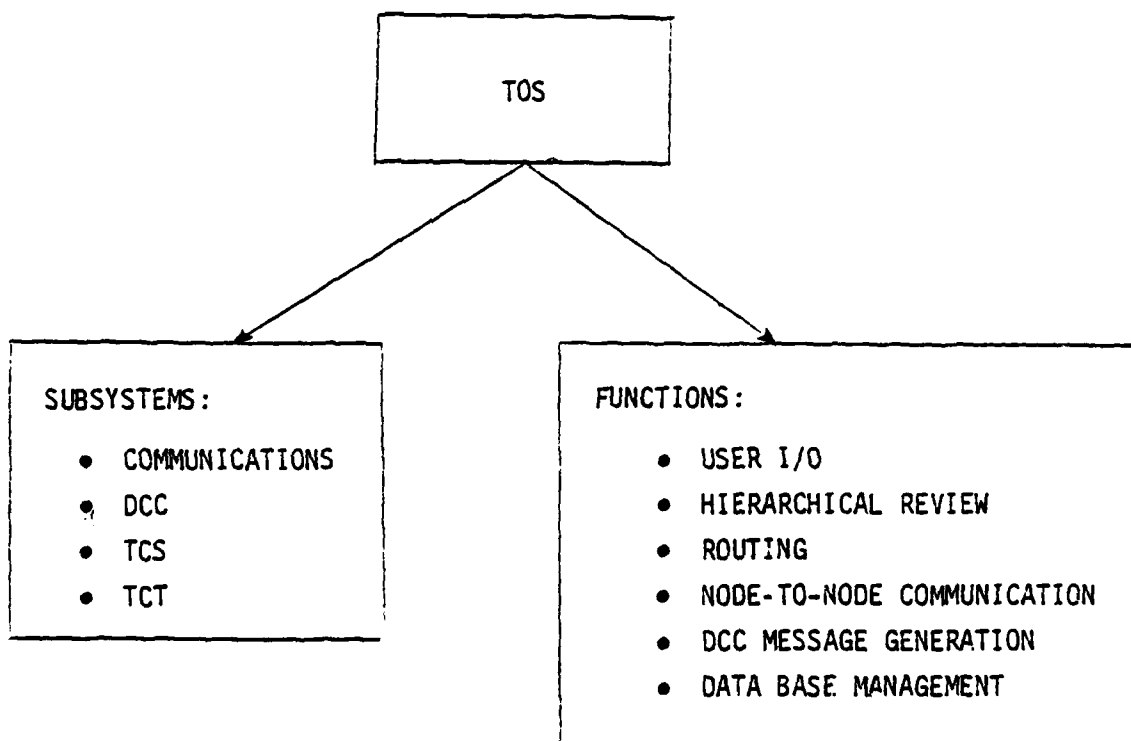 TOS
SUBSYSTEMS:
• COMMUNICATIONS
• DCC
• TCS
• TCT
FUNCTIONS:
• USER I/O
• HIERARCHICAL REVIEW
• ROUTING
• NODE-TO-NODE COMMUNICATION
• DCC MESSAGE GENERATION
• DATA BASE MANAGEMENT